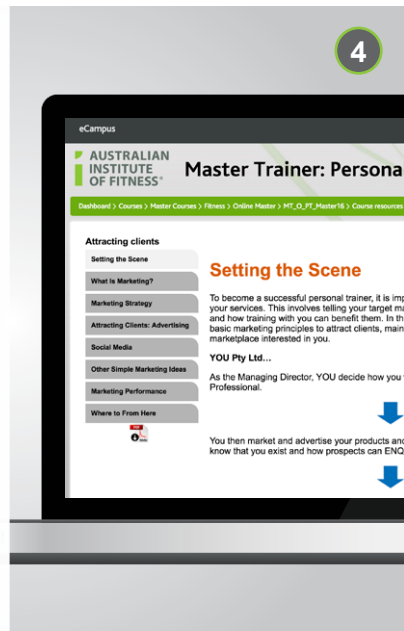 4
eCampus
AUSTRALIAN
INSTITUTE
OF FITNESS®
Master Trainer: Persona
Dashboard > Courses > Master Courses > Fitness > Online Master > MT_O_FT_Master16 > Course resources
Attracting clients
Setting the Scene
What Is Marketing?
Marketing Strategy
Attracting Clients: Advertising
Social Media
Other Simple Marketing Ideas
Marketing Performance
Where to From Here
PDF
Setting the Scene
To become a successful personal trainer, it is imp
your services. This involves telling your target ma
and how training with you can benefit them. In th
basic marketing principles to attract clients, main
marketplace interested in you.
YOU Pty Ltd...
As the Managing Director, YOU decide how you
Professional.
You then market and advertise your products and
know that you exist and how prospects can ENQ